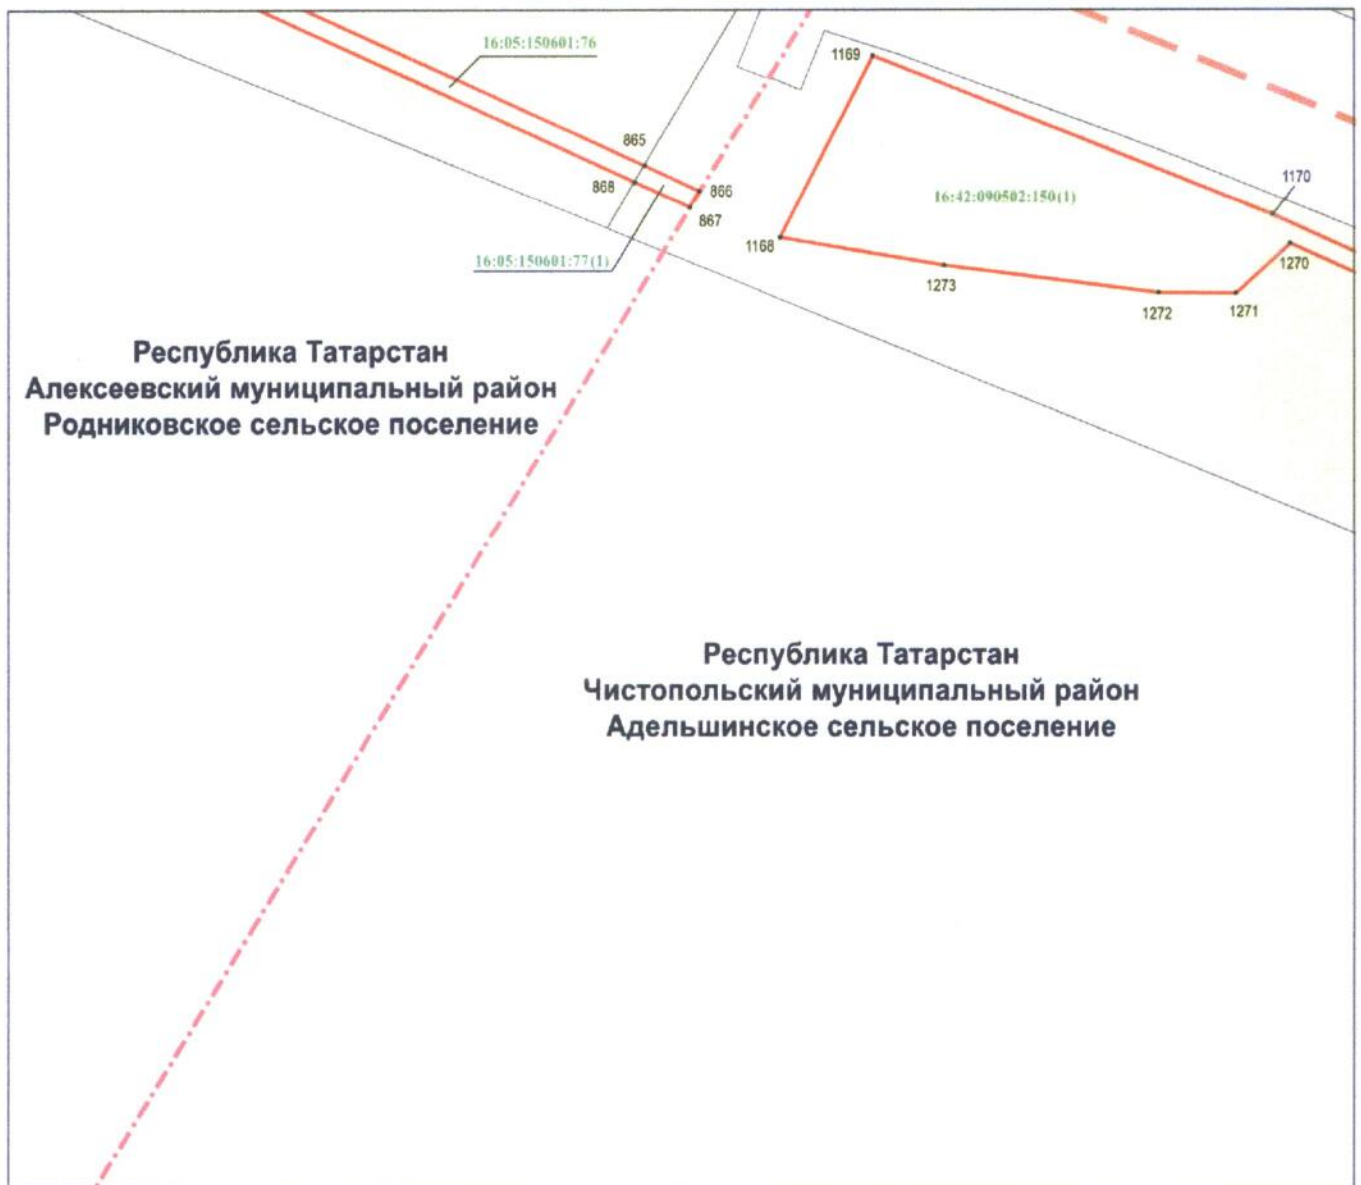 16:05:150601:76
1169
865
1170
868
866
16:42:090502:150(1)
867
1168
1270
16:05:150601:77(1)
1273
1272
1271
Республика Татарстан
Алексеевский муниципальный район
Родниковское сельское поселение
Республика Татарстан
Чистопольский муниципальный район
Адельшинское сельское поселение